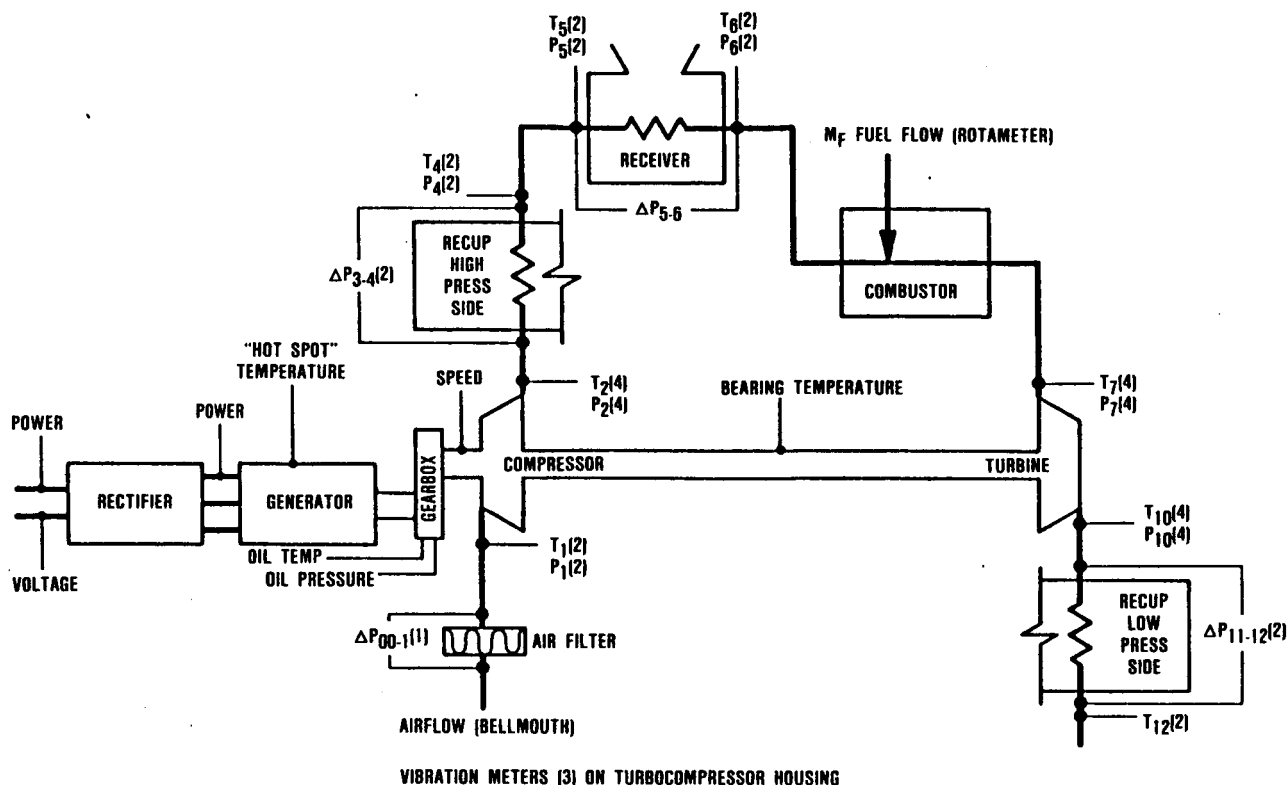 T5(2)
P5(2)
T6(2)
P6(2)
RECEIVER
ΔP5-6
MF FUEL FLOW (ROTAMETER)
COMBUSTOR
T4(2)
P4(2)
ΔP3-4(2)
RECUP
HIGH
PRESS
SIDE
"HOT SPOT"
TEMPERATURE
SPEED
T2(4)
P2(4)
BEARING TEMPERATURE
T7(4)
P7(4)
POWER
POWER
RECTIFIER
GENERATOR
GEARBOX
COMPRESSOR
TURBINE
VOLTAGE
OIL TEMP
OIL PRESSURE
T1(2)
P1(2)
T10(4)
P10(4)
ΔP00-1(1)
AIR FILTER
RECUP
LOW
PRESS
SIDE
ΔP11-12(2)
T12(2)
AIRFLOW (BELLMOUTH)
VIBRATION METERS (3) ON TURBOCOMPRESSOR HOUSING